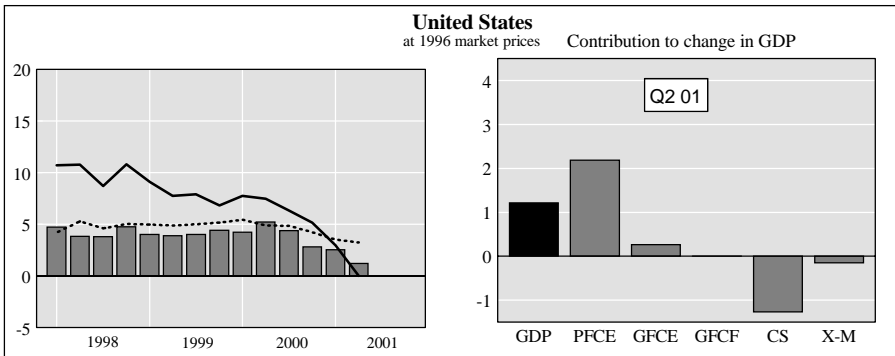 United States
at 1996 market prices
Contribution to change in GDP
20
15
10
5
0
-5
1998 1999 2000 2001
4
3
2
1
0
-1
Q2 01
GDP PFCE GFCE GFCF CS X-M